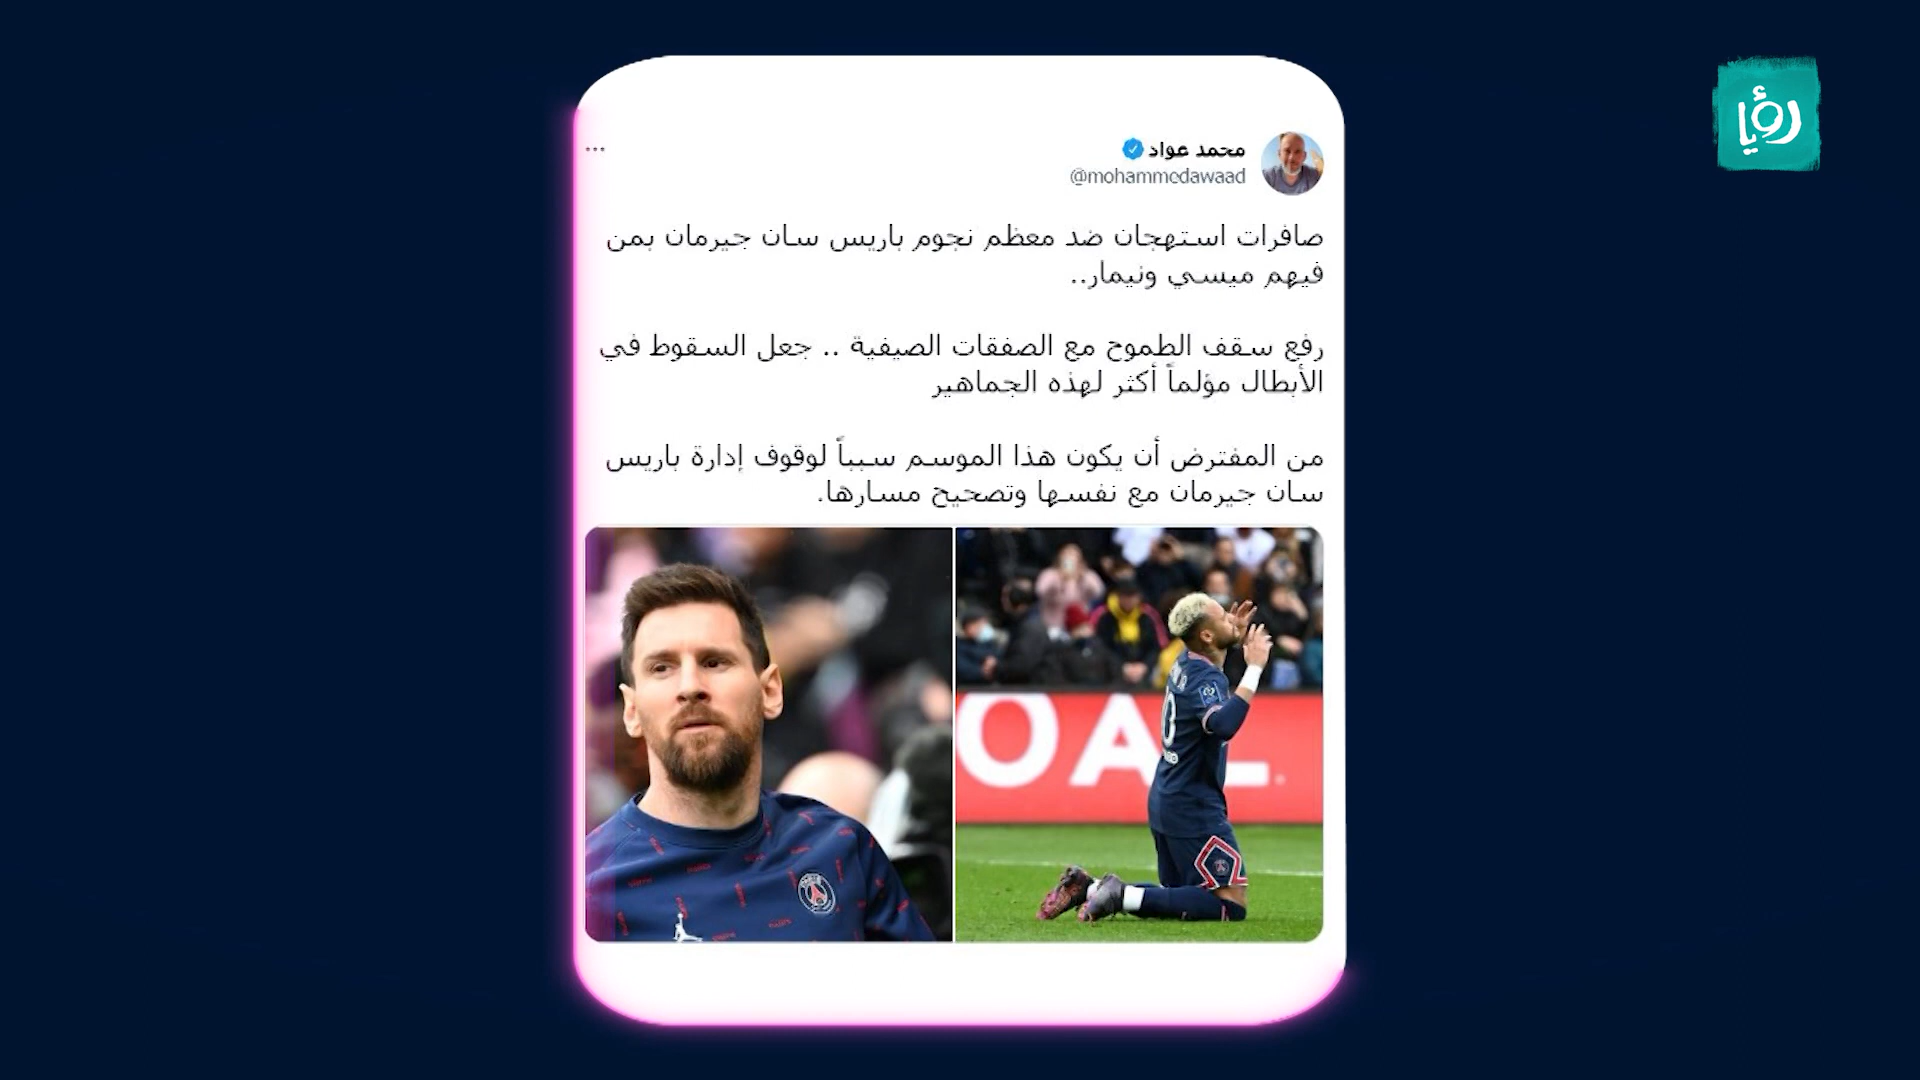 رؤيا
محمد عواد
@mohammedawaad
صافرات استهجان ضد معظم نجوم باريس سان جيرمان بمن
فيهم ميسي ونيمار..
رفع سقف الطموح مع الصفقات الصيفية .. جعل السقوط في
الأبطال مؤلماً أكثر لهذه الجماهير
من المفترض أن يكون هذا الموسم سبباً لوقوف إدارة باريس
سان جيرمان مع نفسها وتصحيح مسارها.
OAL.